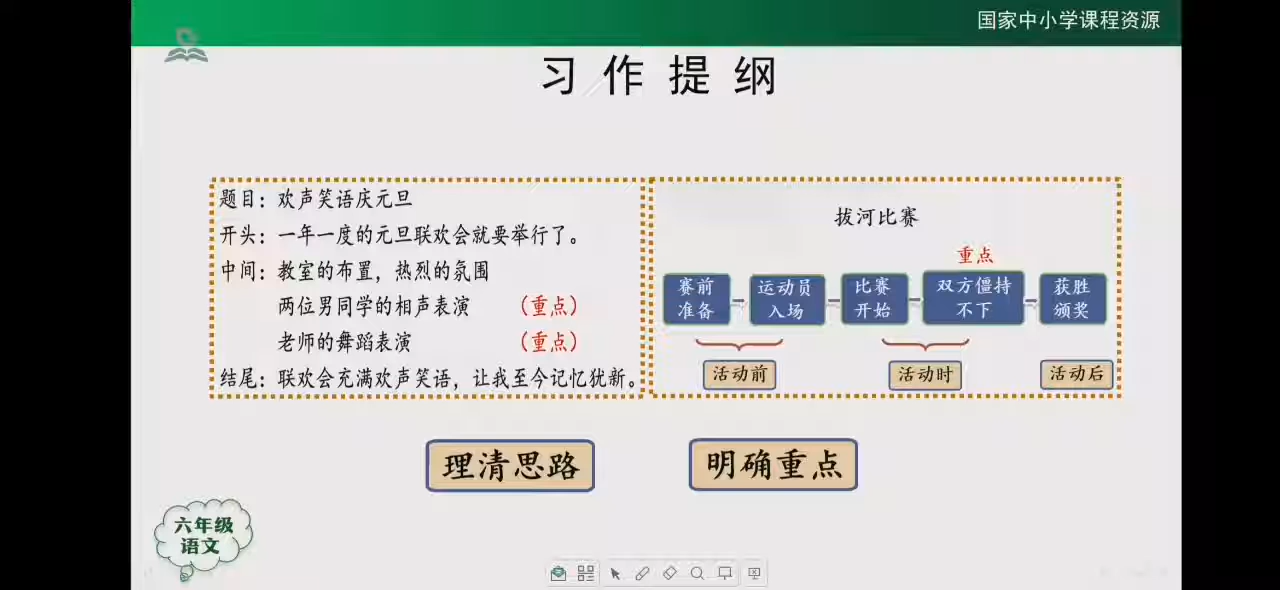 国家中小学课程资源
习作提纲
题目：欢声笑语庆元旦
开头：一年一度的元旦联欢会就要举行了。
中间：教室的布置，热烈的氛围
两位男同学的相声表演 （重点）
老师的舞蹈表演 （重点）
结尾：联欢会充满欢声笑语，让我至今记忆犹新。
拔河比赛
重点
赛前
准备
运动员
入场
比赛
开始
双方僵持
不下
获胜
颁奖
活动前
活动时
活动后
理清思路
明确重点
六年级
语文